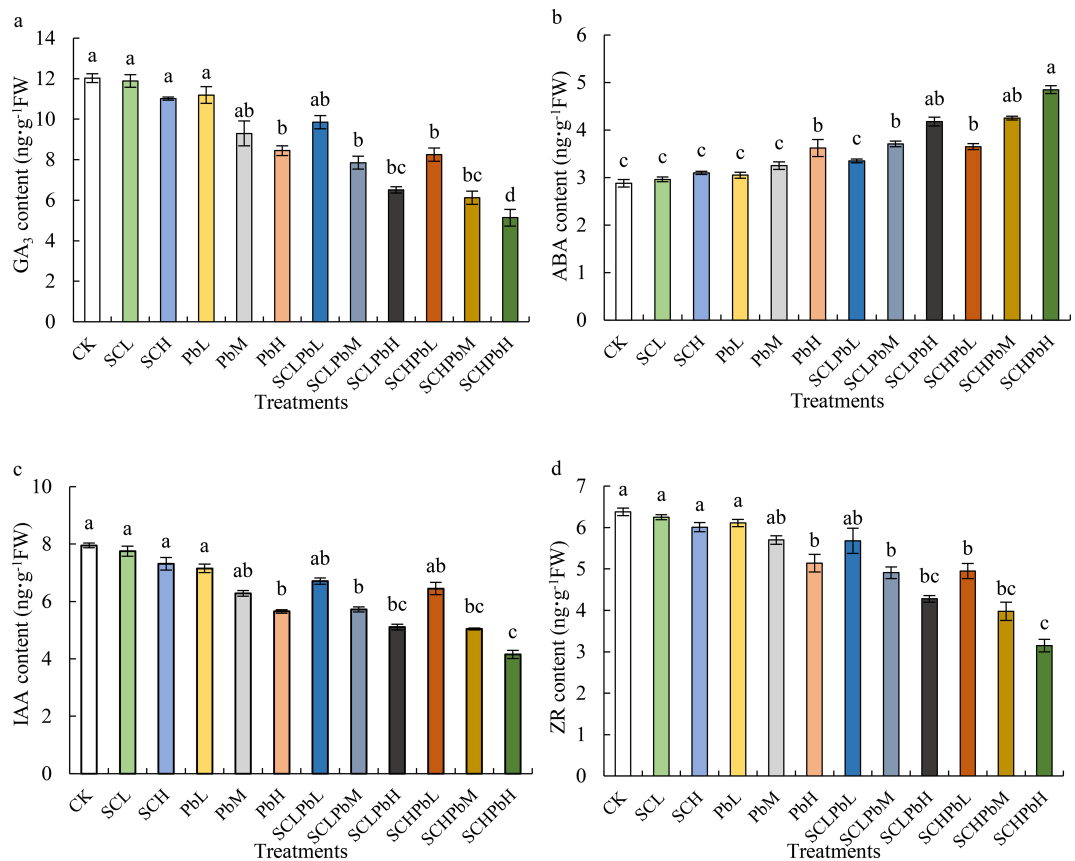 a
GA₃ content (ng·g⁻¹FW)
14
12
10
8
6
4
2
0
a a a a ab b ab b bc b bc d
CK SCL SCH PbL PbM PbH SCLPbL SCLPbM SCLPbH SCHPbL SCHPbM SCHPbH
Treatments
b
ABA content (ng·g⁻¹FW)
6
5
4
3
2
1
0
c c c c c b c b ab b ab a
CK SCL SCH PbL PbM PbH SCLPbL SCLPbM SCLPbH SCHPbL SCHPbM SCHPbH
Treatments
c
IAA content (ng·g⁻¹FW)
10
8
6
4
2
0
a a a a ab b ab b bc ab bc c
CK SCL SCH PbL PbM PbH SCLPbL SCLPbM SCLPbH SCHPbL SCHPbM SCHPbH
Treatments
d
ZR content (ng·g⁻¹FW)
7
6
5
4
3
2
1
0
a a a a ab b ab b bc b bc c
CK SCL SCH PbL PbM PbH SCLPbL SCLPbM SCLPbH SCHPbL SCHPbM SCHPbH
Treatments